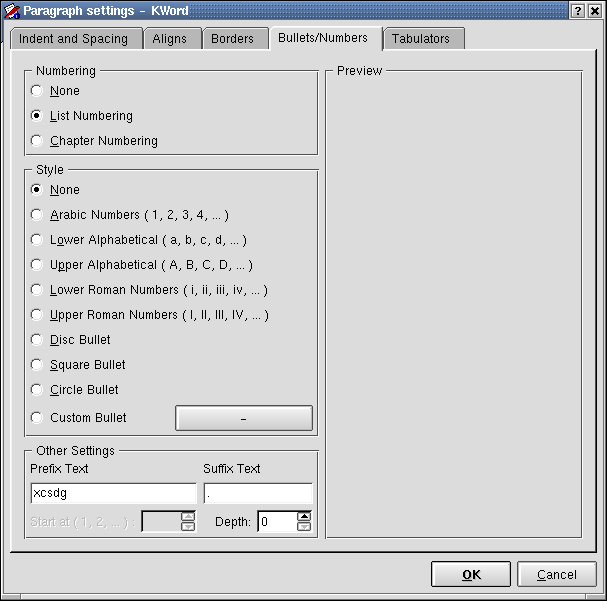 Paragraph settings - KWord
?
Indent and Spacing Aligns Borders Bullets/Numbers Tabulators
Numbering
None
List Numbering
Chapter Numbering
Style
None
Arabic Numbers ( 1, 2, 3, 4, ... )
Lower Alphabetical ( a, b, c, d, ... )
Upper Alphabetical ( A, B, C, D, ... )
Lower Roman Numbers ( i, ii, iii, iv, ... )
Upper Roman Numbers ( I, II, III, IV, ... )
Disc Bullet
Square Bullet
Circle Bullet
Custom Bullet -
Other Settings
Prefix Text Suffix Text
xcsdg .
Start at ( 1, 2, ... ) : Depth: 0
Preview
OK Cancel